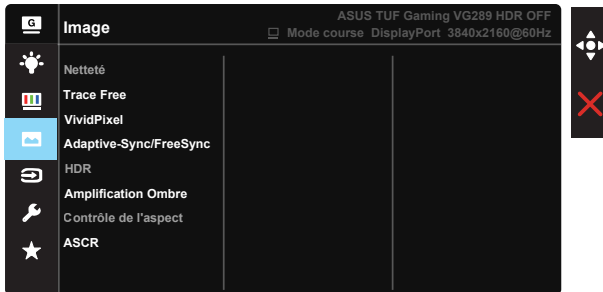 G
Image
ASUS TUF Gaming VG289 HDR OFF
Mode course DisplayPort 3840x2160@60Hz
Netteté
Trace Free
VividPixel
Adaptive-Sync/FreeSync
HDR
Amplification Ombre
Contrôle de l'aspect
ASCR